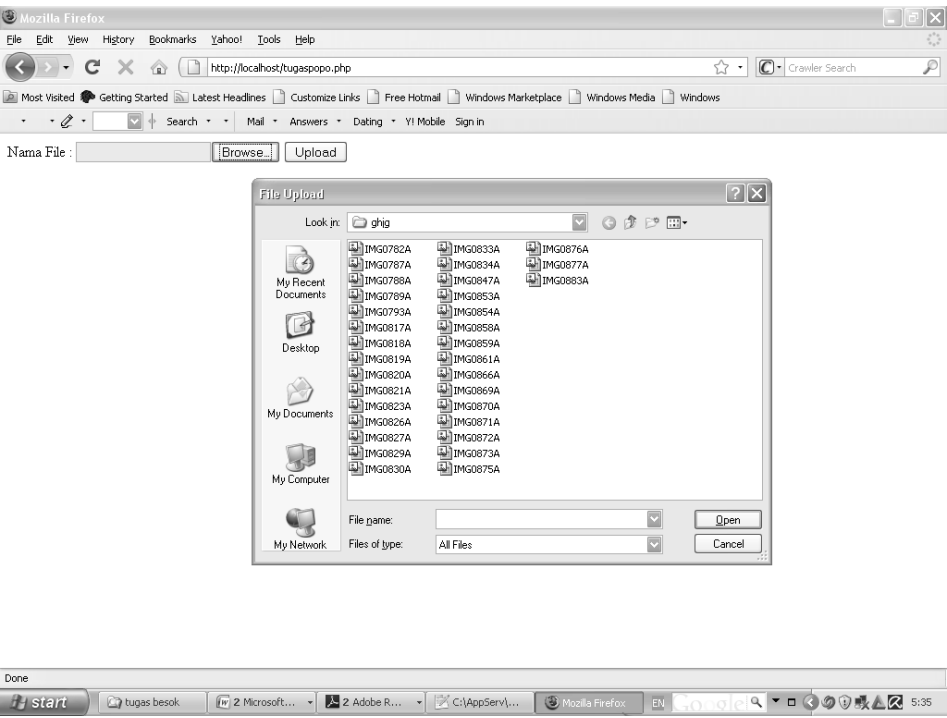 Mozilla Firefox
File Edit View History Bookmarks Yahoo! Tools Help
http://localhost/tugaspopo.php
Crawler Search
Most Visited Getting Started Latest Headlines Customize Links Free Hotmail Windows Marketplace Windows Media Windows
Search Mail Answers Dating Y! Mobile Sign in
Nama File : Browse... Upload
File Upload
Look in: ghjg
IMG0782A IMG0833A IMG0876A
IMG0787A IMG0834A IMG0877A
IMG0788A IMG0847A IMG0883A
IMG0789A IMG0853A
IMG0793A IMG0854A
IMG0817A IMG0858A
IMG0818A IMG0859A
IMG0819A IMG0861A
IMG0820A IMG0866A
IMG0821A IMG0869A
IMG0823A IMG0870A
IMG0826A IMG0871A
IMG0827A IMG0872A
IMG0829A IMG0873A
IMG0830A IMG0875A
My Recent
Documents
Desktop
My Documents
My Computer
My Network
File name: Open
Files of type: All Files Cancel
Done
start tugas besok 2 Microsoft... 2 Adobe R... C:\AppServ\... Mozilla Firefox EN Google 5:35